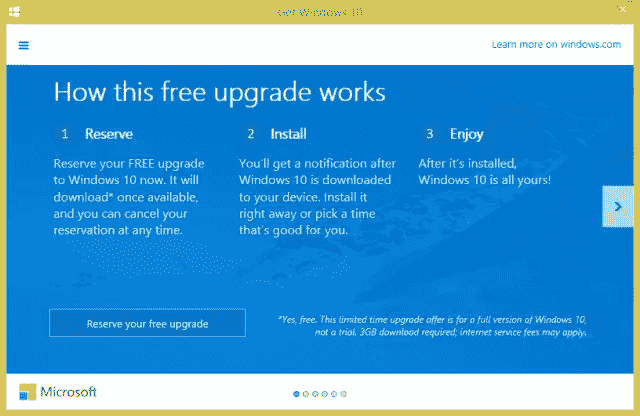 Get Windows 10
Learn more on windows.com
How this free upgrade works
1 Reserve
Reserve your FREE upgrade
to Windows 10 now. It will
download* once available,
and you can cancel your
reservation at any time.
2 Install
You'll get a notification after
Windows 10 is downloaded
to your device. Install it
right away or pick a time
that's good for you.
3 Enjoy
After it's installed,
Windows 10 is all yours!
Reserve your free upgrade
*Yes, free. This limited time upgrade offer is for a full version of Windows 10,
not a trial. 3GB download required; internet service fees may apply.
Microsoft